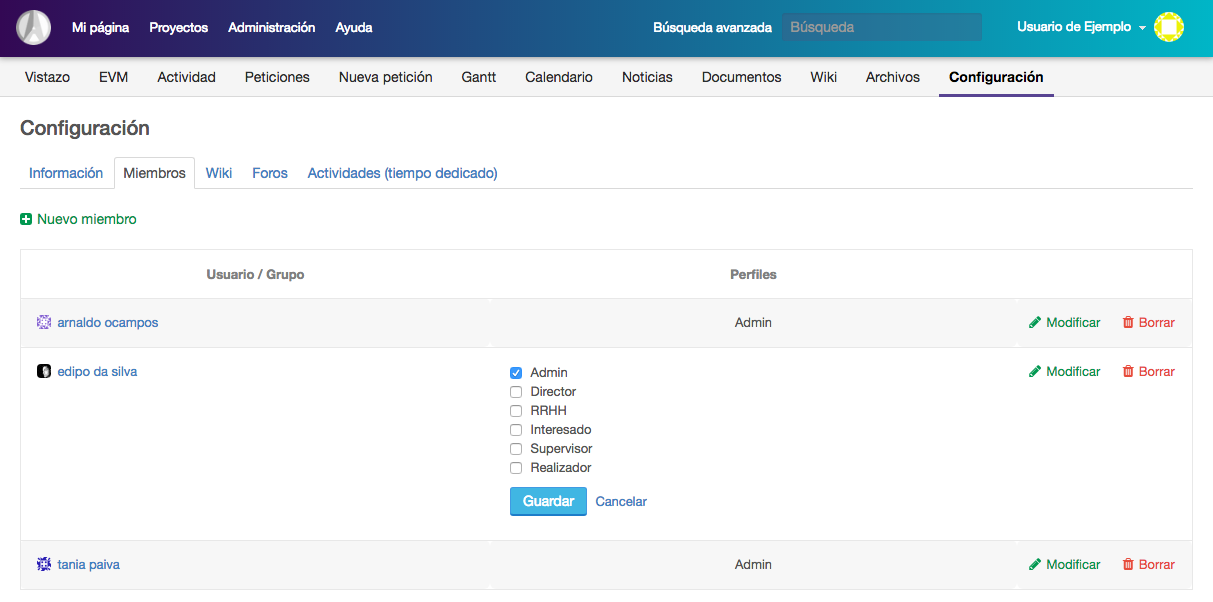 Mi página Proyectos Administración Ayuda Búsqueda avanzada Búsqueda Usuario de Ejemplo
Vistazo EVM Actividad Peticiones Nueva petición Gantt Calendario Noticias Documentos Wiki Archivos Configuración
Configuración
Información Miembros Wiki Foros Actividades (tiempo dedicado)
Nuevo miembro
Usuario / Grupo Perfiles
arnaldo ocampos Admin Modificar Borrar
edipo da silva Admin Modificar Borrar
Director
RRHH
Interesado
Supervisor
Realizador
Guardar Cancelar
tania paiva Admin Modificar Borrar